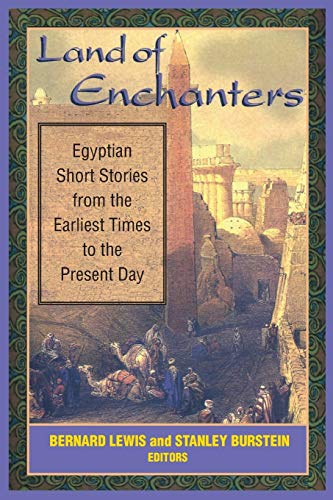 Land of
Enchanters
Egyptian
Short Stories
from the
Earliest Times
to the
Present Day
BERNARD LEWIS and STANLEY BURSTEIN
EDITORS